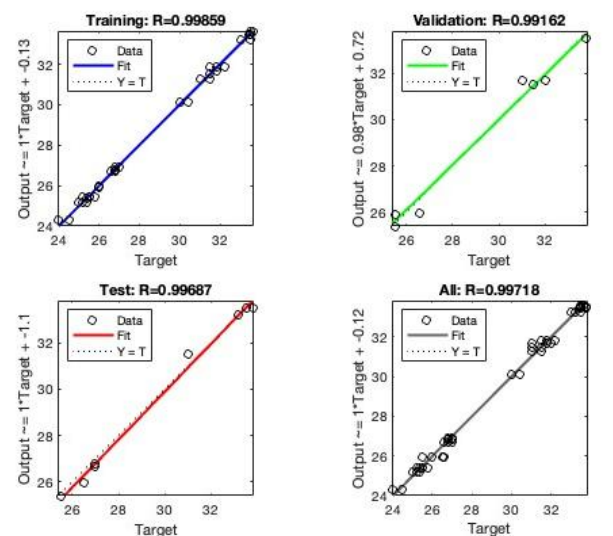 Training: R=0.99859
Output ~= 1*Target + -0.13
Data
Fit
Y = T
32
30
28
26
24
24 26 28 30 32
Target
Validation: R=0.99162
Output ~= 0.98*Target + 0.72
Data
Fit
Y = T
32
30
28
26
26 28 30 32
Target
Test: R=0.99687
Output ~= 1*Target + -1.1
Data
Fit
Y = T
32
30
28
26
26 28 30 32
Target
All: R=0.99718
Output ~= 1*Target + -0.12
Data
Fit
Y = T
32
30
28
26
24
24 26 28 30 32
Target